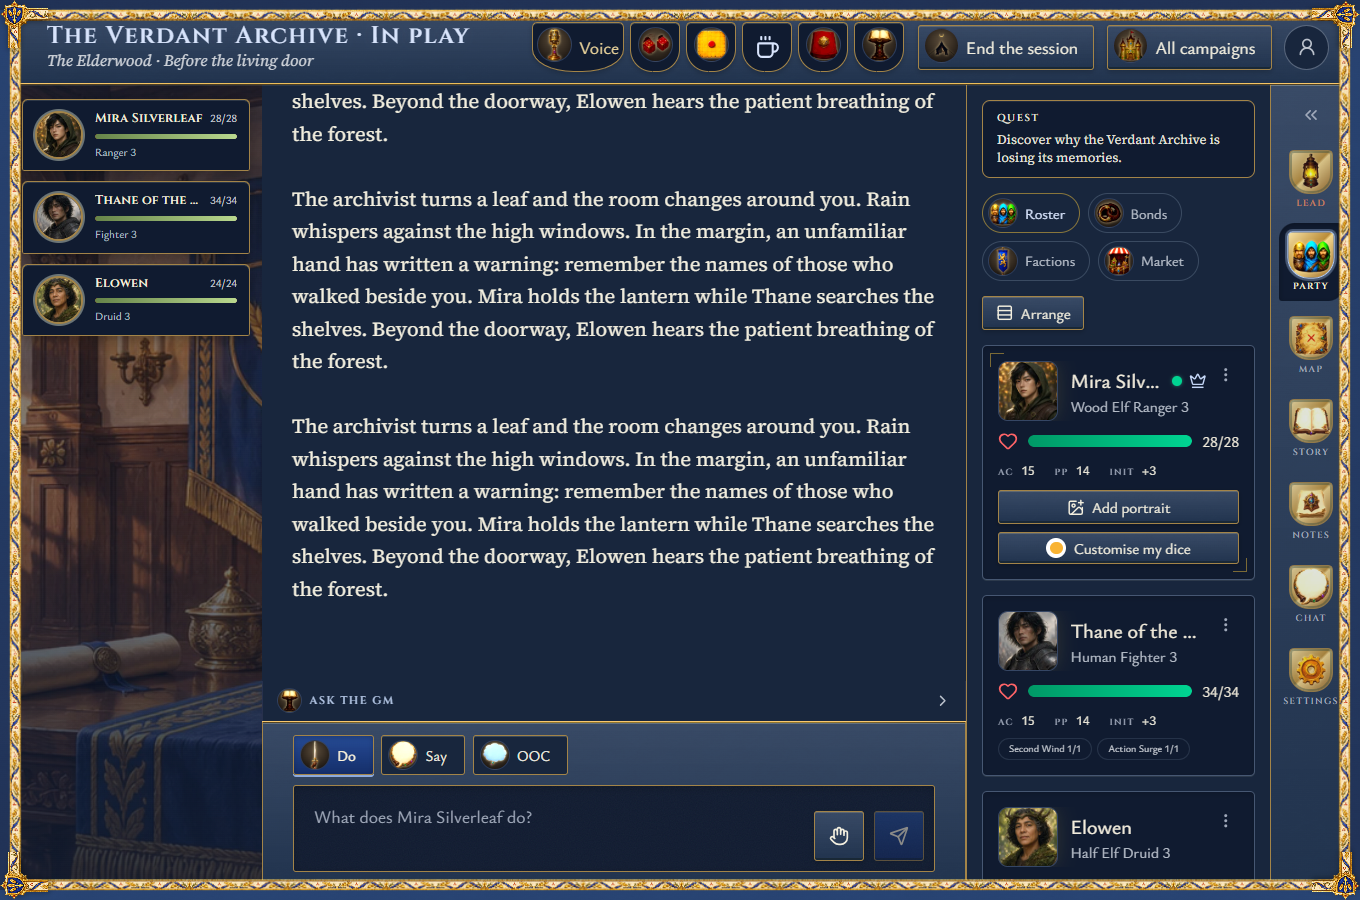 The Verdant Archive · In play
The Elderwood · Before the living door
Voice
End the session
All campaigns
Mira Silverleaf 28/28
Ranger 3
Thane of the ... 34/34
Fighter 3
Elowen 24/24
Druid 3
shelves. Beyond the doorway, Elowen hears the patient breathing of
the forest.
The archivist turns a leaf and the room changes around you. Rain
whispers against the high windows. In the margin, an unfamiliar
hand has written a warning: remember the names of those who
walked beside you. Mira holds the lantern while Thane searches the
shelves. Beyond the doorway, Elowen hears the patient breathing of
the forest.
The archivist turns a leaf and the room changes around you. Rain
whispers against the high windows. In the margin, an unfamiliar
hand has written a warning: remember the names of those who
walked beside you. Mira holds the lantern while Thane searches the
shelves. Beyond the doorway, Elowen hears the patient breathing of
the forest.
ASK THE GM
Do
Say
OOC
What does Mira Silverleaf do?
QUEST
Discover why the Verdant Archive is
losing its memories.
Roster
Bonds
Factions
Market
Arrange
Mira Silv...
Wood Elf Ranger 3
28/28
AC 15 PP 14 INIT +3
Add portrait
Customise my dice
Thane of the ...
Human Fighter 3
34/34
AC 15 PP 14 INIT +3
Second Wind 1/1
Action Surge 1/1
Elowen
Half Elf Druid 3
LEAD
PARTY
MAP
STORY
NOTES
CHAT
SETTINGS